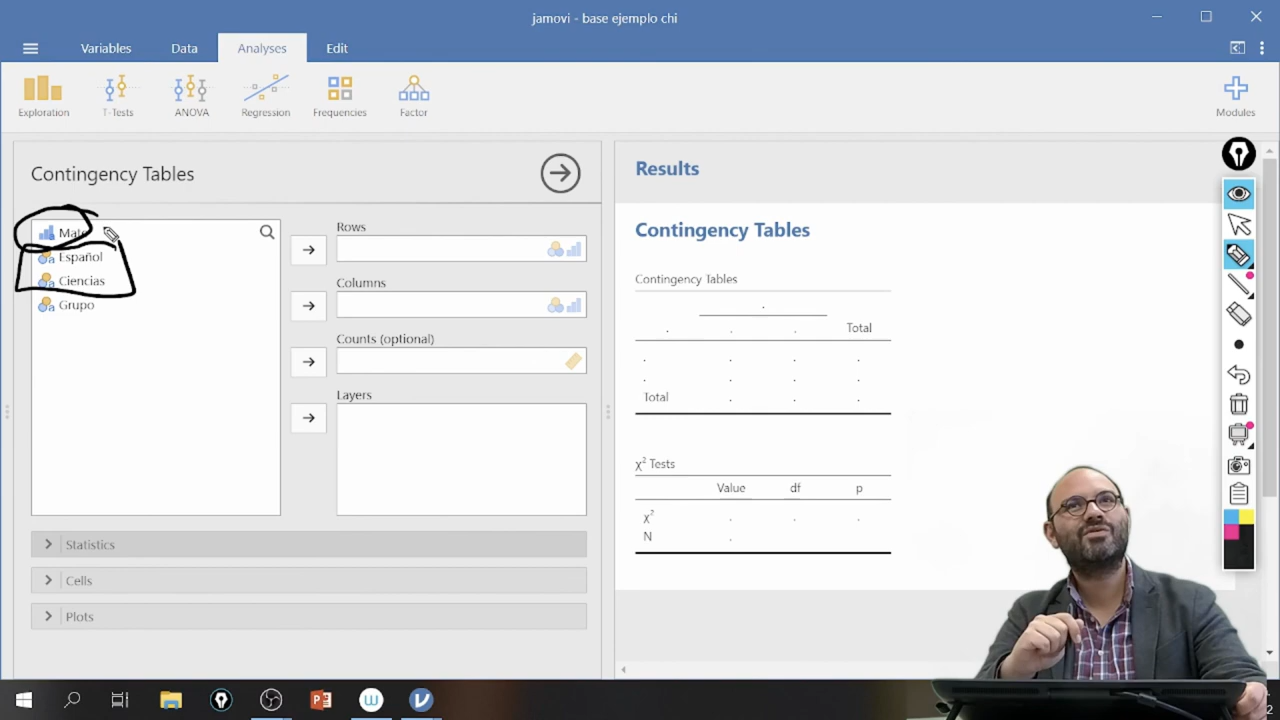 jamovi - base ejemplo chi
Variables Data Analyses Edit
Exploration T-Tests ANOVA Regression Frequencies Factor Modules
Contingency Tables
Mate
Español
Ciencias
Grupo
Rows
Columns
Counts (optional)
Layers
Statistics
Cells
Plots
Results
Contingency Tables
Contingency Tables
Total
Total
χ² Tests
Value df p
χ²
N